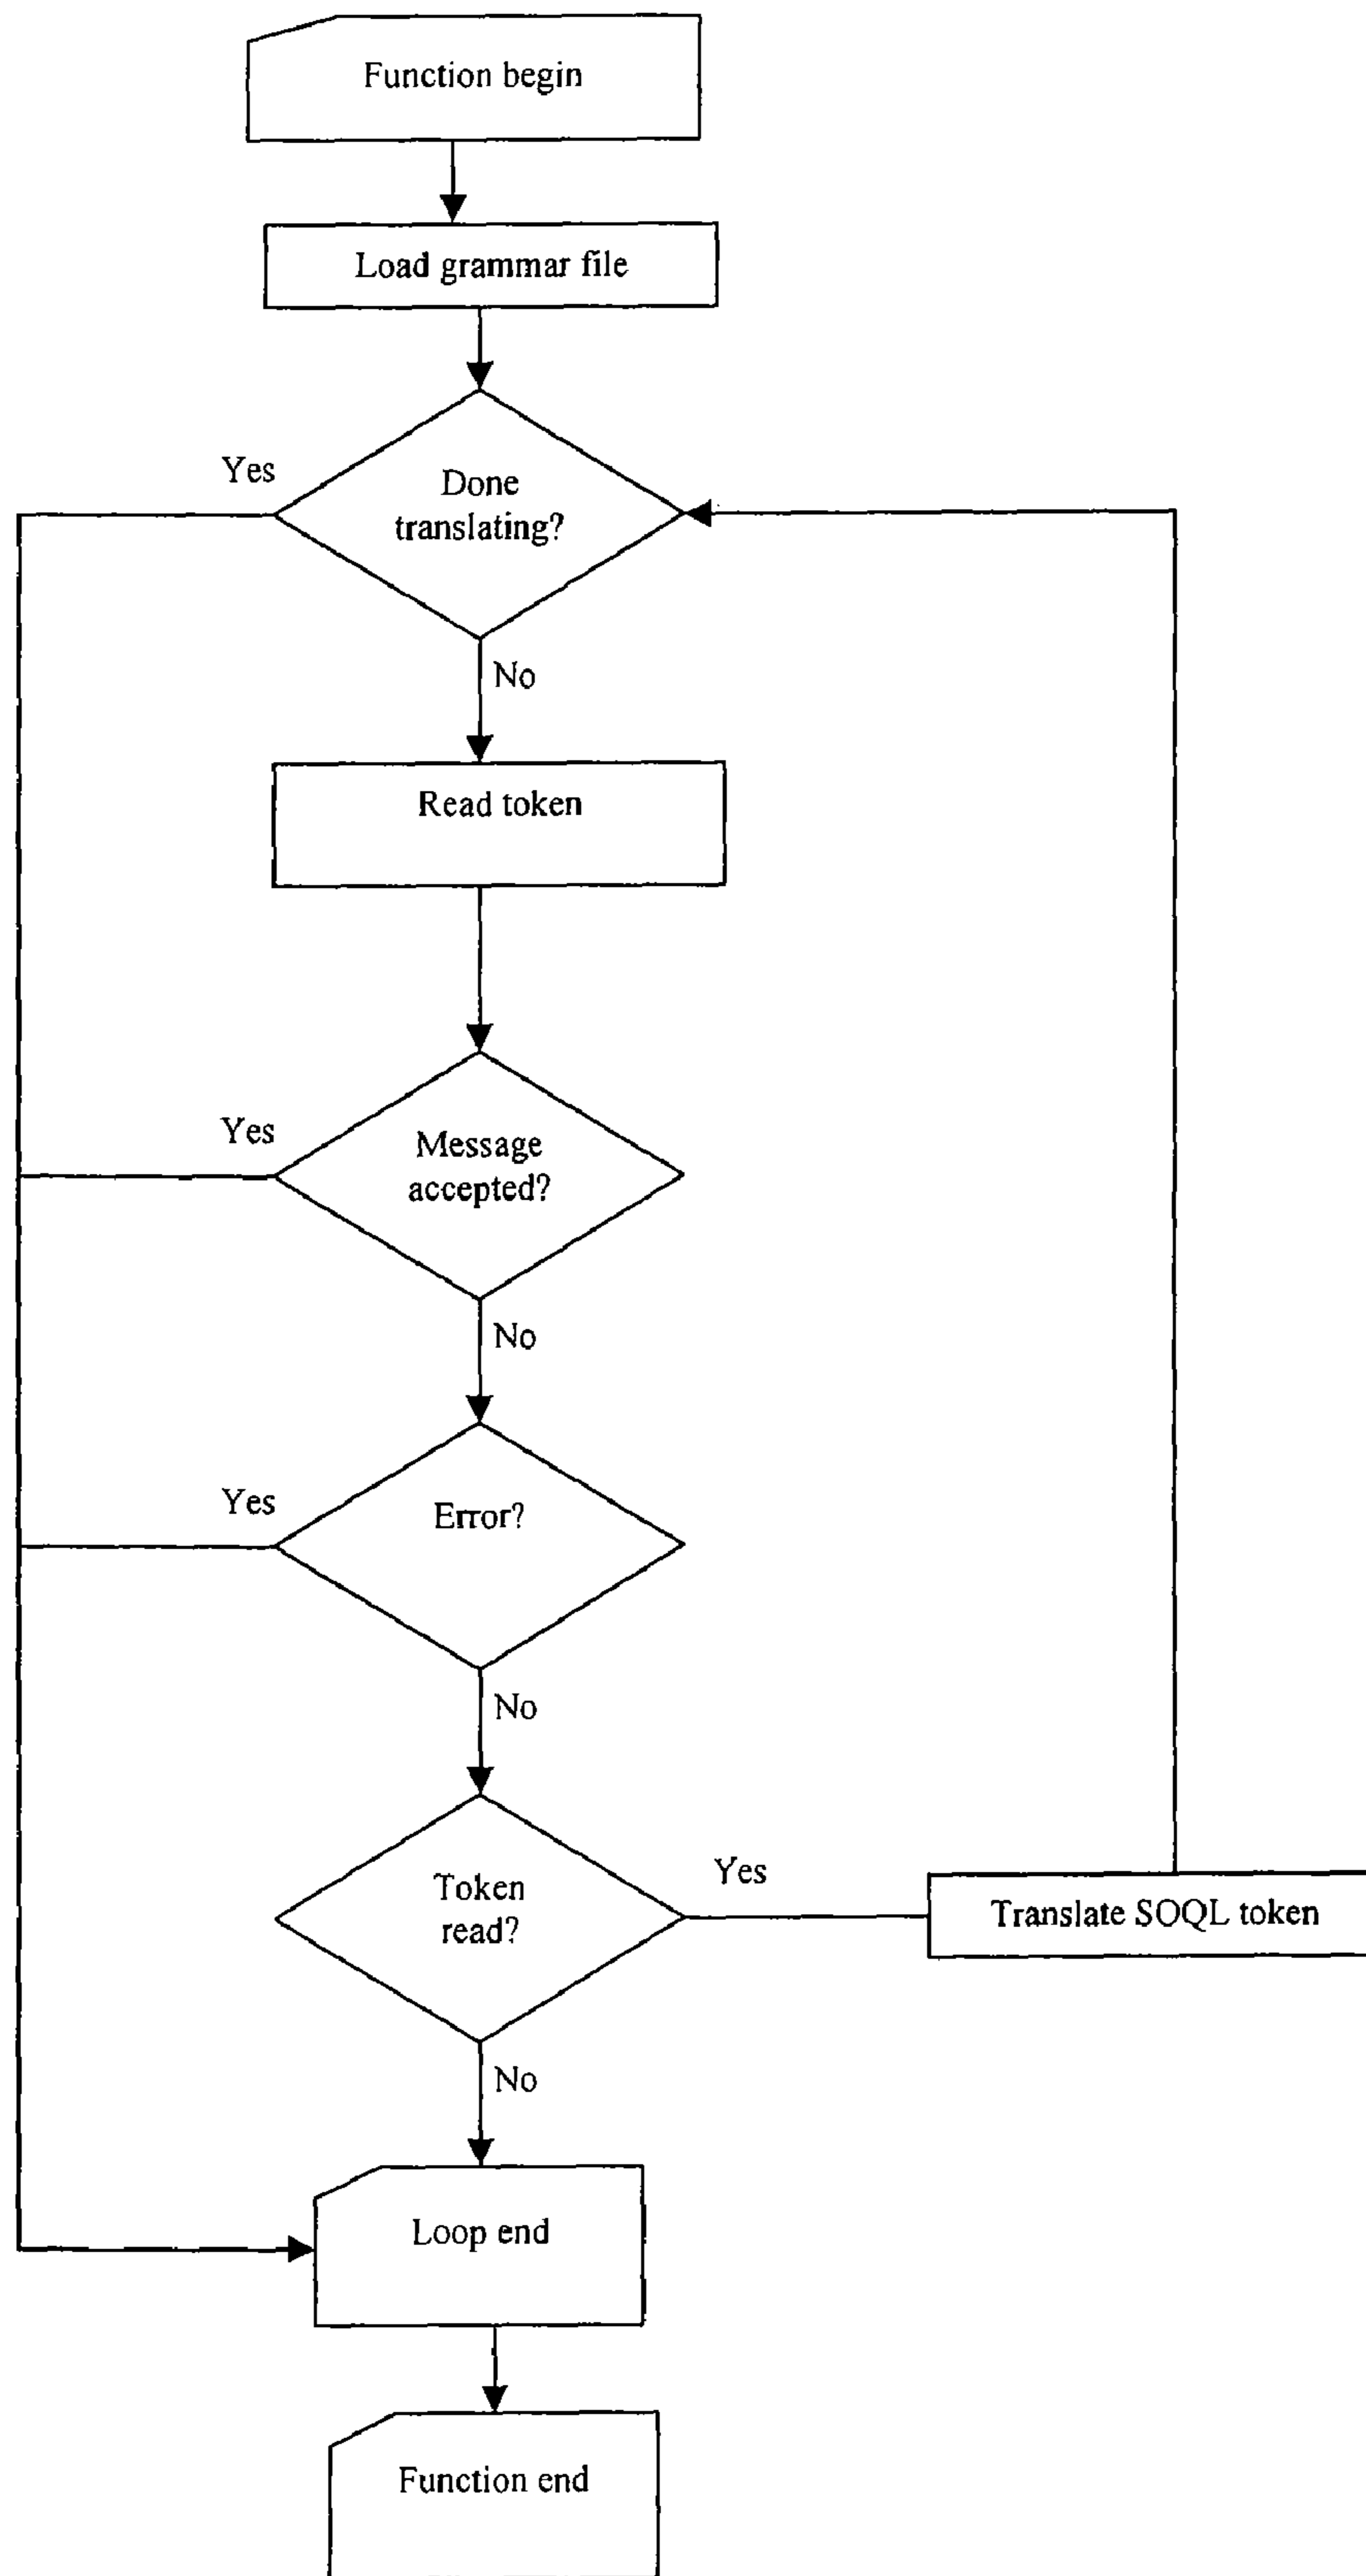 Function begin
Load grammar file
Yes
Done
translating?
No
Read token
Yes
Message
accepted?
No
Yes
Error?
No
Token
read?
Yes
Translate SOQL token
No
Loop end
Function end